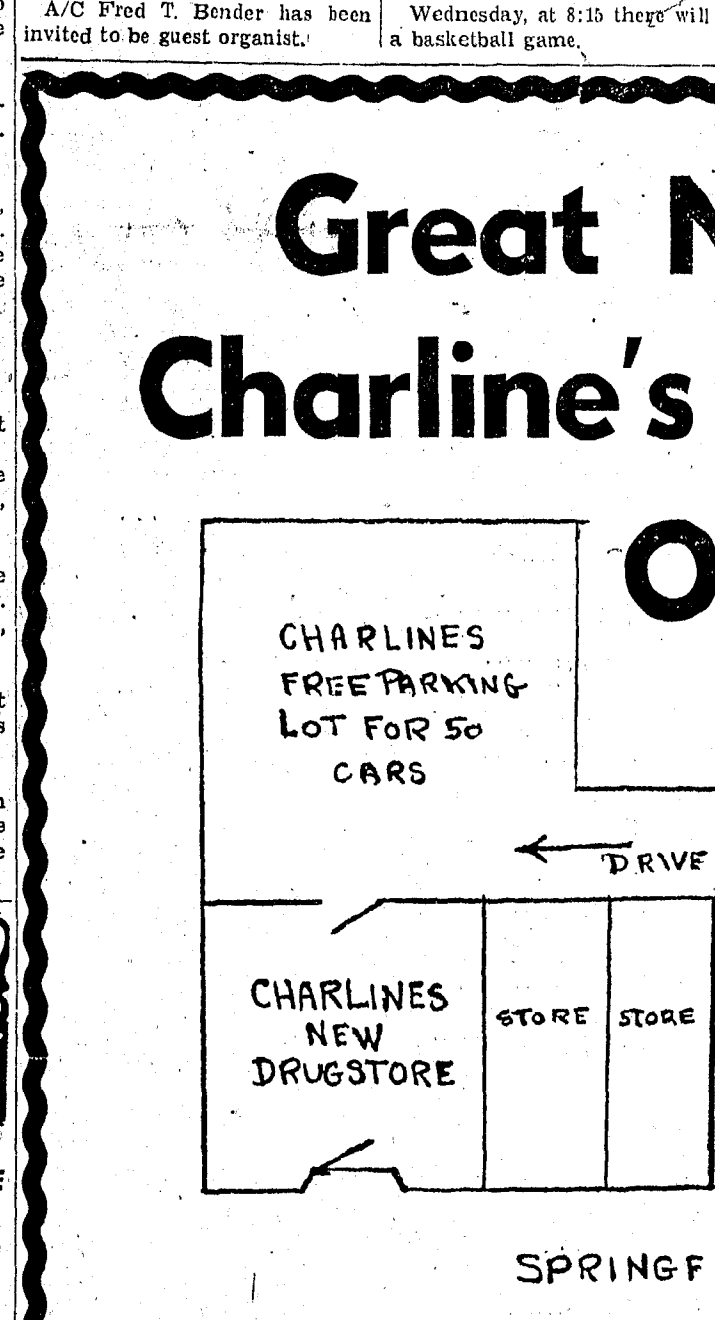 A/C Fred T. Bender has been
invited to be guest organist.
Wednesday, at 8:15 there will
a basketball game.
Great N
Charline's
O
CHARLINES
FREE PARKING
LOT FOR 50
CARS
DRIVE
CHARLINES
NEW
DRUGSTORE
STORE
STORE
SPRINGF